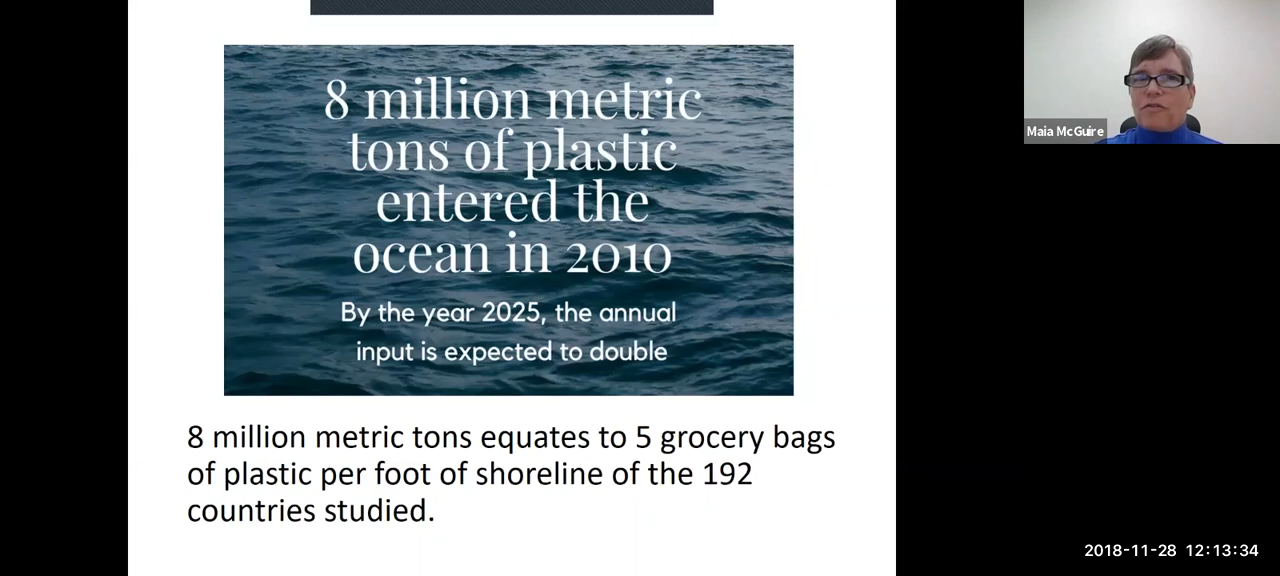 8 million metric
tons of plastic
entered the
ocean in 2010
By the year 2025, the annual
input is expected to double
8 million metric tons equates to 5 grocery bags
of plastic per foot of shoreline of the 192
countries studied.
Maia McGuire
2018-11-28 12:13:34